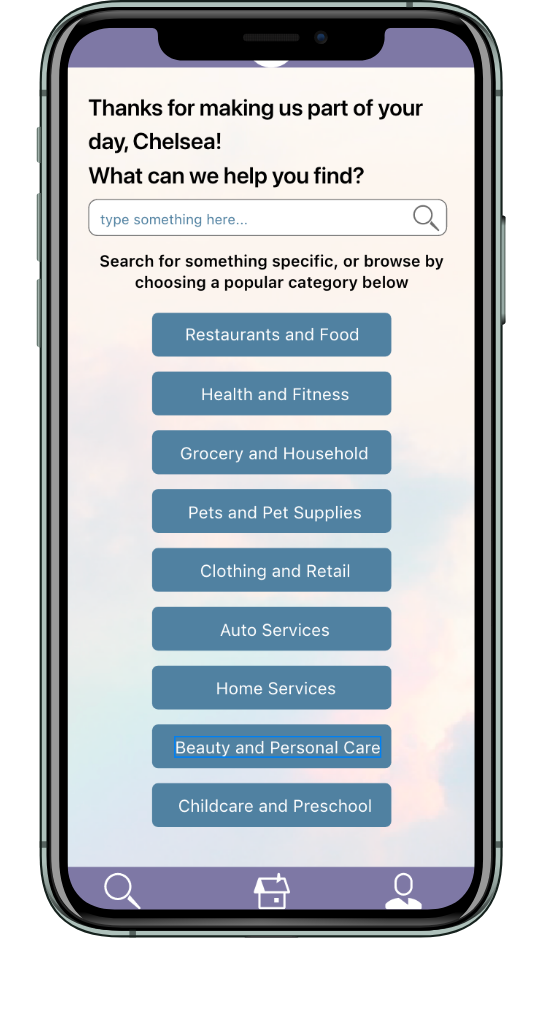 Thanks for making us part of your
day, Chelsea!
What can we help you find?
type something here...
Search for something specific, or browse by
choosing a popular category below
Restaurants and Food
Health and Fitness
Grocery and Household
Pets and Pet Supplies
Clothing and Retail
Auto Services
Home Services
Beauty and Personal Care
Childcare and Preschool